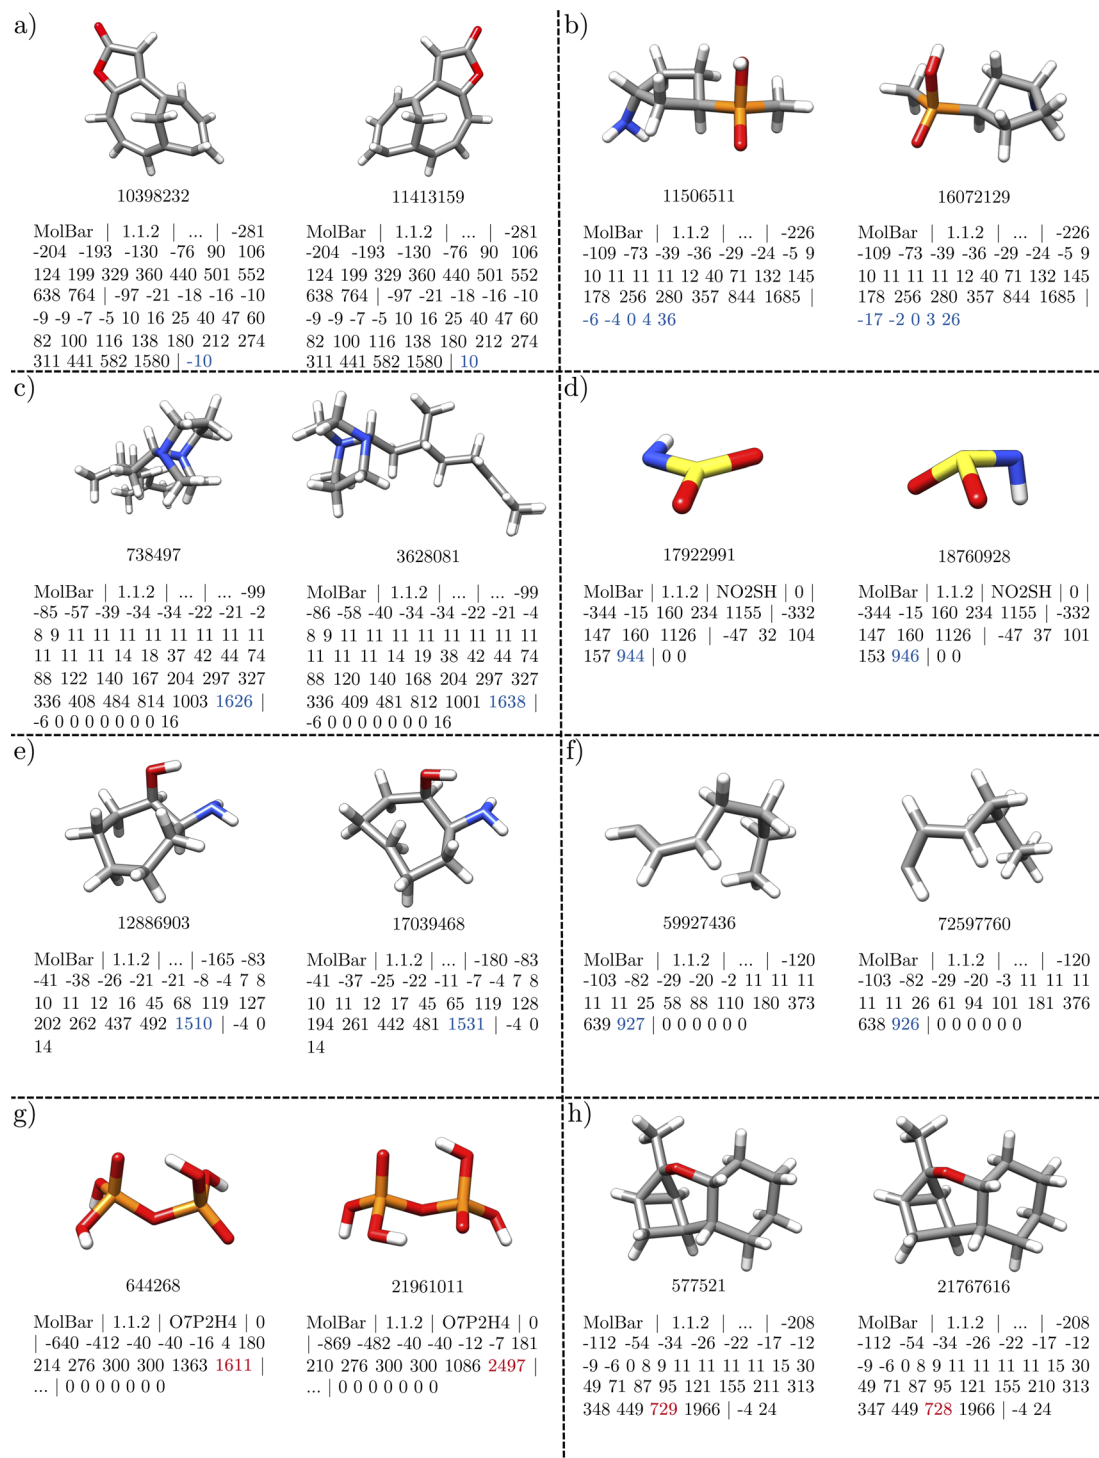 a)
10398232
MolBar | 1.1.2 | ... | -281
-204 -193 -130 -76 90 106
124 199 329 360 440 501 552
638 764 | -97 -21 -18 -16 -10
-9 -9 -7 -5 10 16 25 40 47 60
82 100 116 138 180 212 274
311 441 582 1580 | -10
11413159
MolBar | 1.1.2 | ... | -281
-204 -193 -130 -76 90 106
124 199 329 360 440 501 552
638 764 | -97 -21 -18 -16 -10
-9 -9 -7 -5 10 16 25 40 47 60
82 100 116 138 180 212 274
311 441 582 1580 | 10
b)
11506511
MolBar | 1.1.2 | ... | -226
-109 -73 -39 -36 -29 -24 -5 9
10 11 11 11 12 40 71 132 145
178 256 280 357 844 1685 |
-6 -4 0 4 36
16072129
MolBar | 1.1.2 | ... | -226
-109 -73 -39 -36 -29 -24 -5 9
10 11 11 11 12 40 71 132 145
178 256 280 357 844 1685 |
-17 -2 0 3 26
c)
738497
MolBar | 1.1.2 | ... | ... -99
-85 -57 -39 -34 -34 -22 -21 -2
8 9 11 11 11 11 11 11 11 11
11 11 11 14 18 37 42 44 74
88 122 140 167 204 297 327
336 408 484 814 1003 1626 |
-6 0 0 0 0 0 0 0 16
3628081
MolBar | 1.1.2 | ... | ... -99
-86 -58 -40 -34 -34 -22 -21 -4
8 9 11 11 11 11 11 11 11 11
11 11 11 14 19 38 42 44 74
88 120 140 168 204 297 327
336 409 481 812 1001 1638 |
-6 0 0 0 0 0 0 0 16
d)
17922991
MolBar | 1.1.2 | NO2SH | 0 |
-344 -15 160 234 1155 | -332
147 160 1126 | -47 32 104
157 944 | 0 0
18760928
MolBar | 1.1.2 | NO2SH | 0 |
-344 -15 160 234 1155 | -332
147 160 1126 | -47 37 101
153 946 | 0 0
e)
12886903
MolBar | 1.1.2 | ... | -165 -83
-41 -38 -26 -21 -21 -8 -4 7 8
10 11 12 16 45 68 119 127
202 262 437 492 1510 | -4 0
14
17039468
MolBar | 1.1.2 | ... | -180 -83
-41 -37 -25 -22 -11 -7 -4 7 8
10 11 12 17 45 65 119 128
194 261 442 481 1531 | -4 0
14
f)
59927436
MolBar | 1.1.2 | ... | -120
-103 -82 -29 -20 -2 11 11 11
11 11 25 58 88 110 180 373
639 927 | 0 0 0 0 0 0
72597760
MolBar | 1.1.2 | ... | -120
-103 -82 -29 -20 -3 11 11 11
11 11 26 61 94 101 181 376
638 926 | 0 0 0 0 0 0
g)
644268
MolBar | 1.1.2 | O7P2H4 | 0
| -640 -412 -40 -40 -16 4 180
214 276 300 300 1363 1611 |
... | 0 0 0 0 0 0 0
21961011
MolBar | 1.1.2 | O7P2H4 | 0
| -869 -482 -40 -40 -12 -7 181
210 276 300 300 1086 2497 |
... | 0 0 0 0 0 0 0
h)
577521
MolBar | 1.1.2 | ... | -208
-112 -54 -34 -26 -22 -17 -12
-9 -6 0 8 9 11 11 11 11 15 30
49 71 87 95 121 155 211 313
348 449 729 1966 | -4 24
21767616
MolBar | 1.1.2 | ... | -208
-112 -54 -34 -26 -22 -17 -12
-9 -6 0 8 9 11 11 11 11 15 30
49 71 87 95 121 155 210 313
347 449 728 1966 | -4 24